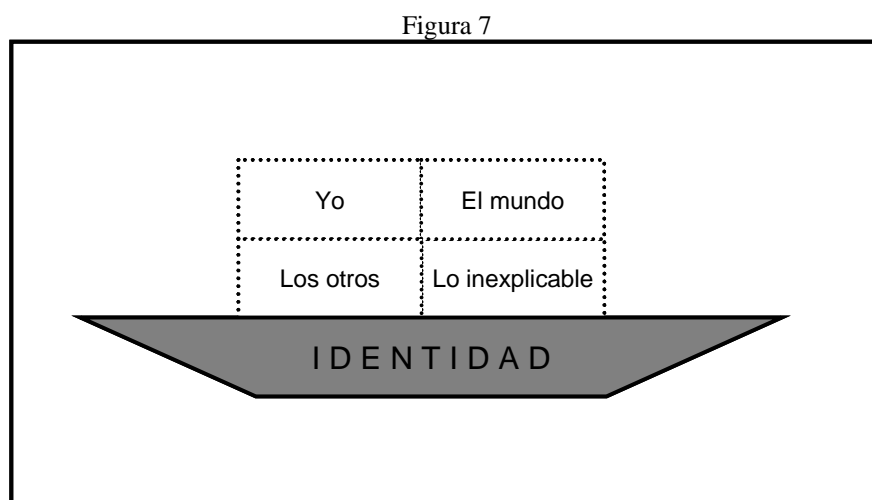 Figura 7
Yo El mundo
Los otros Lo inexplicable
I D E N T I D A D